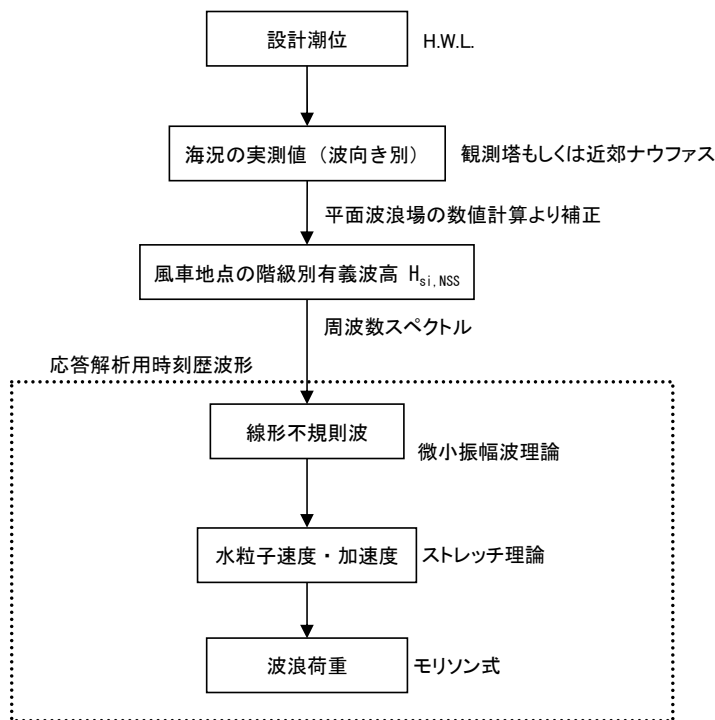 設計潮位
H.W.L.
海況の実測値（波向き別）
観測塔もしくは近郊ナウファス
平面波浪場の数値計算より補正
風車地点の階級別有義波高 Hsi,NSS
周波数スペクトル
応答解析用時刻歴波形
線形不規則波
微小振幅波理論
水粒子速度・加速度
ストレッチ理論
波浪荷重
モリソン式